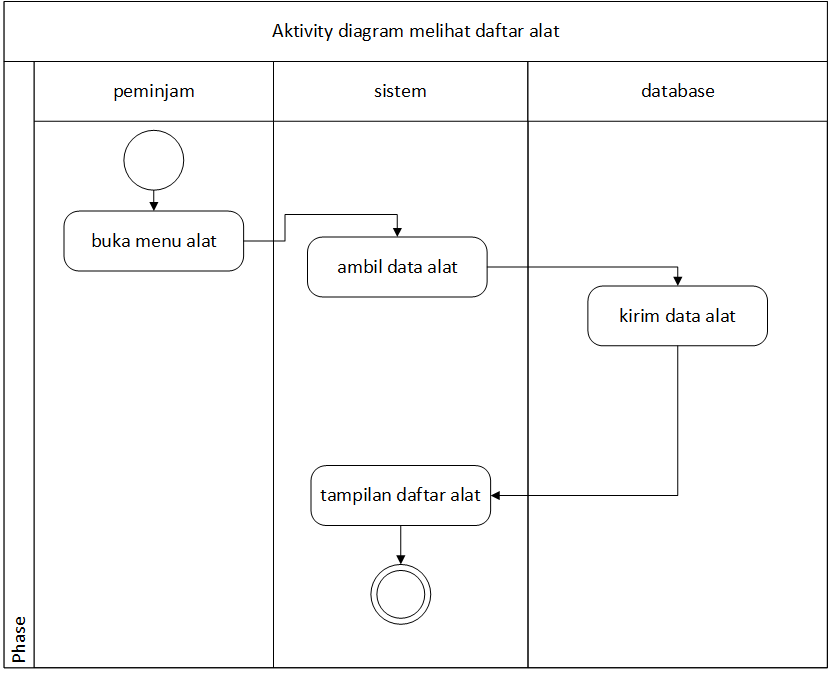 Aktivity diagram melihat daftar alat
peminjam
sistem
database
buka menu alat
ambil data alat
kirim data alat
tampilan daftar alat
Phase